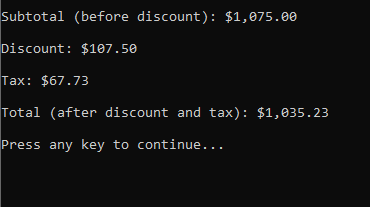 Subtotal (before discount): $1,075.00
Discount: $107.50
Tax: $67.73
Total (after discount and tax): $1,035.23
Press any key to continue...